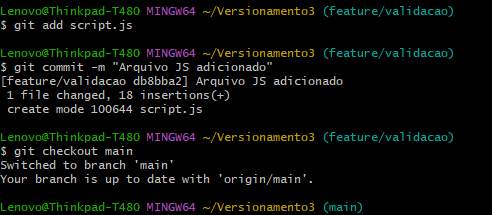 Lenovo@Thinkpad-T480 MINGW64 ~/Versionamento3 (feature/validacao)
$ git add script.js
Lenovo@Thinkpad-T480 MINGW64 ~/Versionamento3 (feature/validacao)
$ git commit -m "Arquivo JS adicionado"
[feature/validacao db8bba2] Arquivo JS adicionado
 1 file changed, 18 insertions(+)
 create mode 100644 script.js
Lenovo@Thinkpad-T480 MINGW64 ~/Versionamento3 (feature/validacao)
$ git checkout main
Switched to branch 'main'
Your branch is up to date with 'origin/main'.
Lenovo@Thinkpad-T480 MINGW64 ~/Versionamento3 (main)